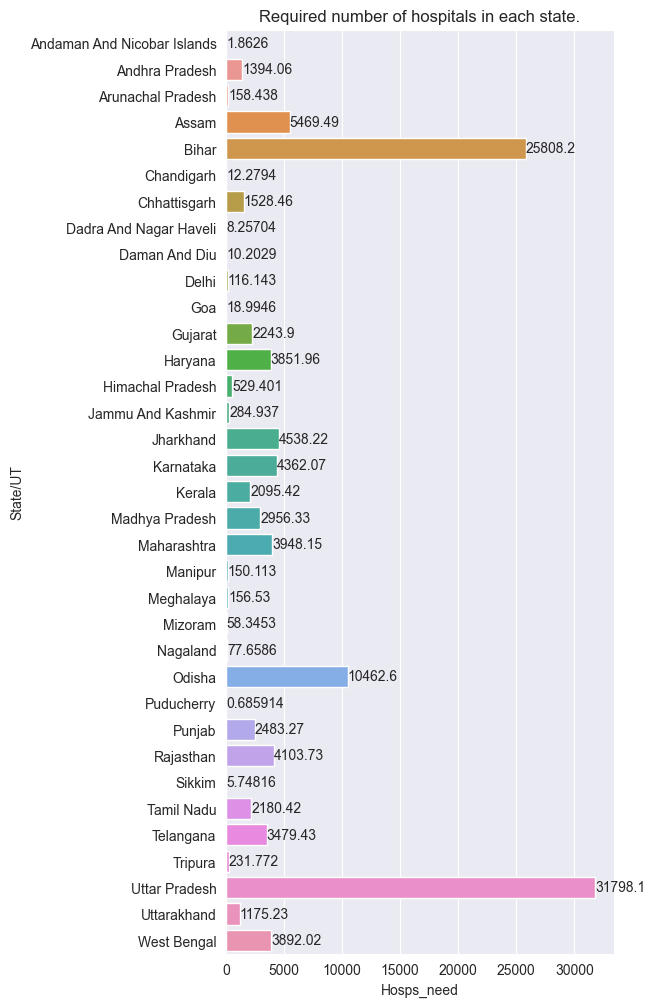 Required number of hospitals in each state.
Andaman And Nicobar Islands 1.8626
Andhra Pradesh 1394.06
Arunachal Pradesh 158.438
Assam 5469.49
Bihar 25808.2
Chandigarh 12.2794
Chhattisgarh 1528.46
Dadra And Nagar Haveli 8.25704
Daman And Diu 10.2029
Delhi 116.143
Goa 18.9946
Gujarat 2243.9
Haryana 3851.96
Himachal Pradesh 529.401
Jammu And Kashmir 284.937
Jharkhand 4538.22
Karnataka 4362.07
Kerala 2095.42
Madhya Pradesh 2956.33
Maharashtra 3948.15
Manipur 150.113
Meghalaya 156.53
Mizoram 58.3453
Nagaland 77.6586
Odisha 10462.6
Puducherry 0.685914
Punjab 2483.27
Rajasthan 4103.73
Sikkim 5.74816
Tamil Nadu 2180.42
Telangana 3479.43
Tripura 231.772
Uttar Pradesh 31798.1
Uttarakhand 1175.23
West Bengal 3892.02
State/UT
0 5000 10000 15000 20000 25000 30000
Hosps_need